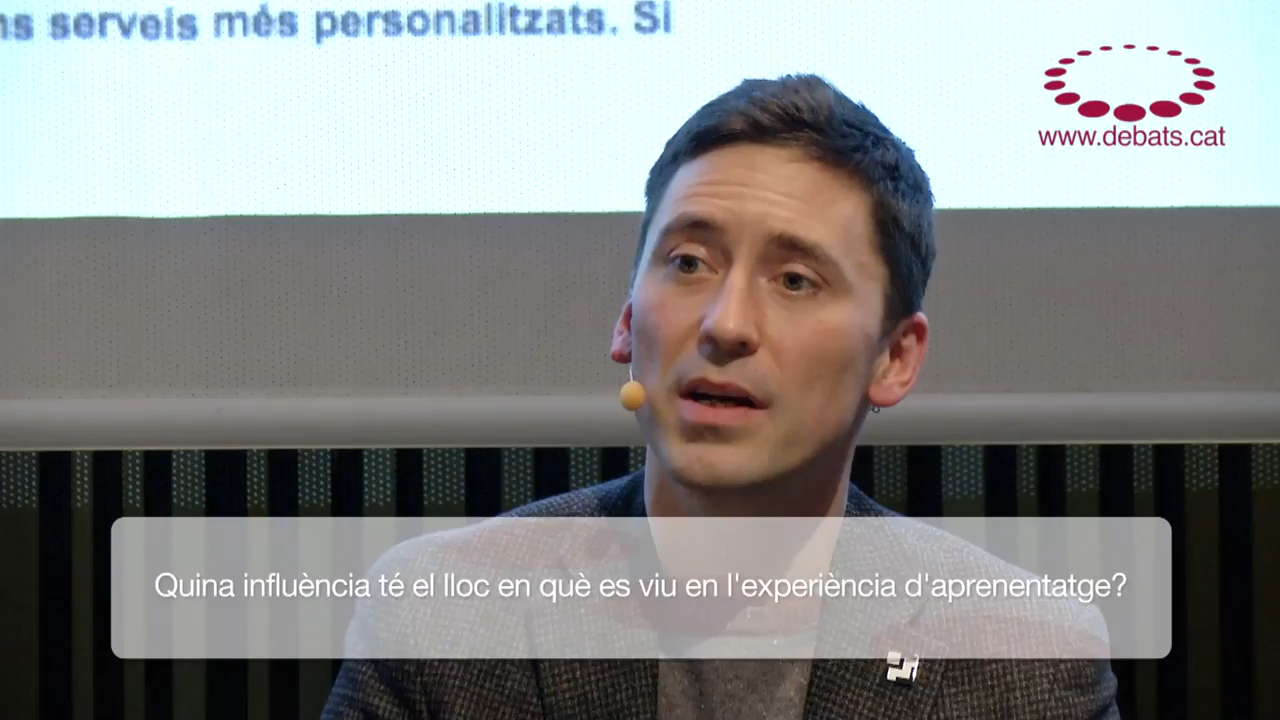 serveis més personalitzats. Si
www.debats.cat
Quina influència té el lloc en què es viu en l'experiència d'aprenentatge?